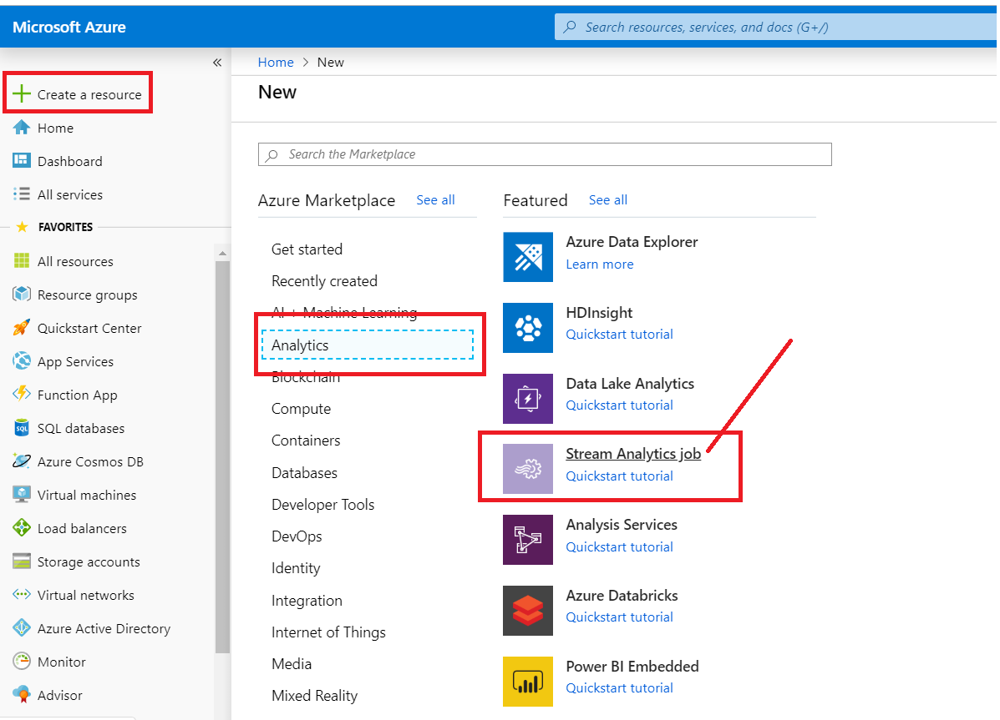 Microsoft Azure
Search resources, services, and docs (G+/)
Create a resource
Home
Dashboard
All services
FAVORITES
All resources
Resource groups
Quickstart Center
App Services
Function App
SQL databases
Azure Cosmos DB
Virtual machines
Load balancers
Storage accounts
Virtual networks
Azure Active Directory
Monitor
Advisor
Home > New
New
Search the Marketplace
Azure Marketplace See all
Get started
Recently created
AI + Machine Learning
Analytics
Blockchain
Compute
Containers
Databases
Developer Tools
DevOps
Identity
Integration
Internet of Things
Media
Mixed Reality
Featured See all
Azure Data Explorer
Learn more
HDInsight
Quickstart tutorial
Data Lake Analytics
Quickstart tutorial
Stream Analytics job
Quickstart tutorial
Analysis Services
Quickstart tutorial
Azure Databricks
Quickstart tutorial
Power BI Embedded
Quickstart tutorial